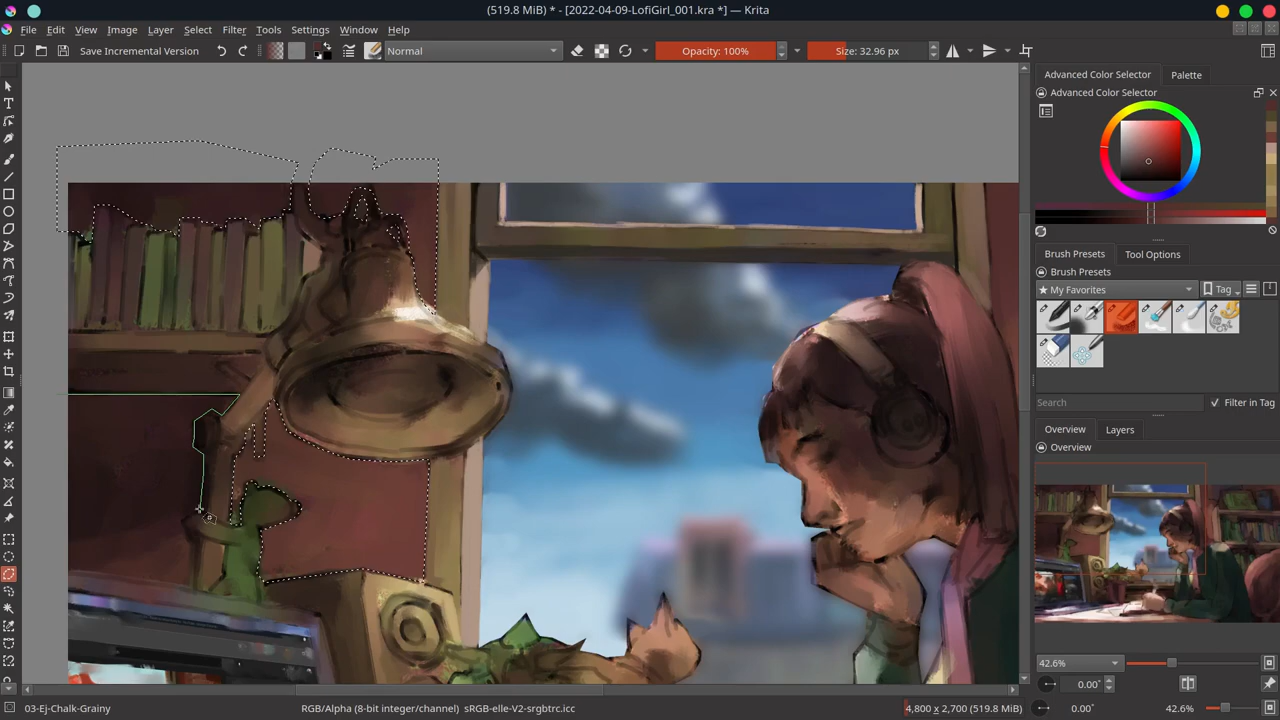 (519.8 MiB) * - [2022-04-09-LofiGirl_001.kra *] — Krita
File Edit View Image Layer Select Filter Tools Settings Window Help
Save Incremental Version
Normal
Opacity: 100%
Size: 32.96 px
Advanced Color Selector
Palette
Advanced Color Selector
Brush Presets
Tool Options
Brush Presets
★ My Favorites
Tag
Search
Filter in Tag
Overview
Layers
Overview
42.6%
0.00°
03-Ej-Chalk-Grainy
RGB/Alpha (8-bit integer/channel) sRGB-elle-V2-srgbtrc.icc
4,800 x 2,700 (519.8 MiB)
0.00°
42.6%